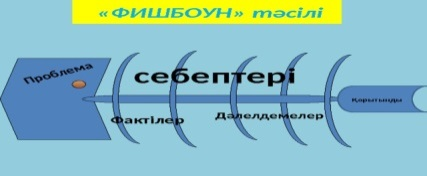 «ФИШБОУН» тәсілі
Проблема
себептері
Қорытынды
Фактілер
Дәлелдемелер